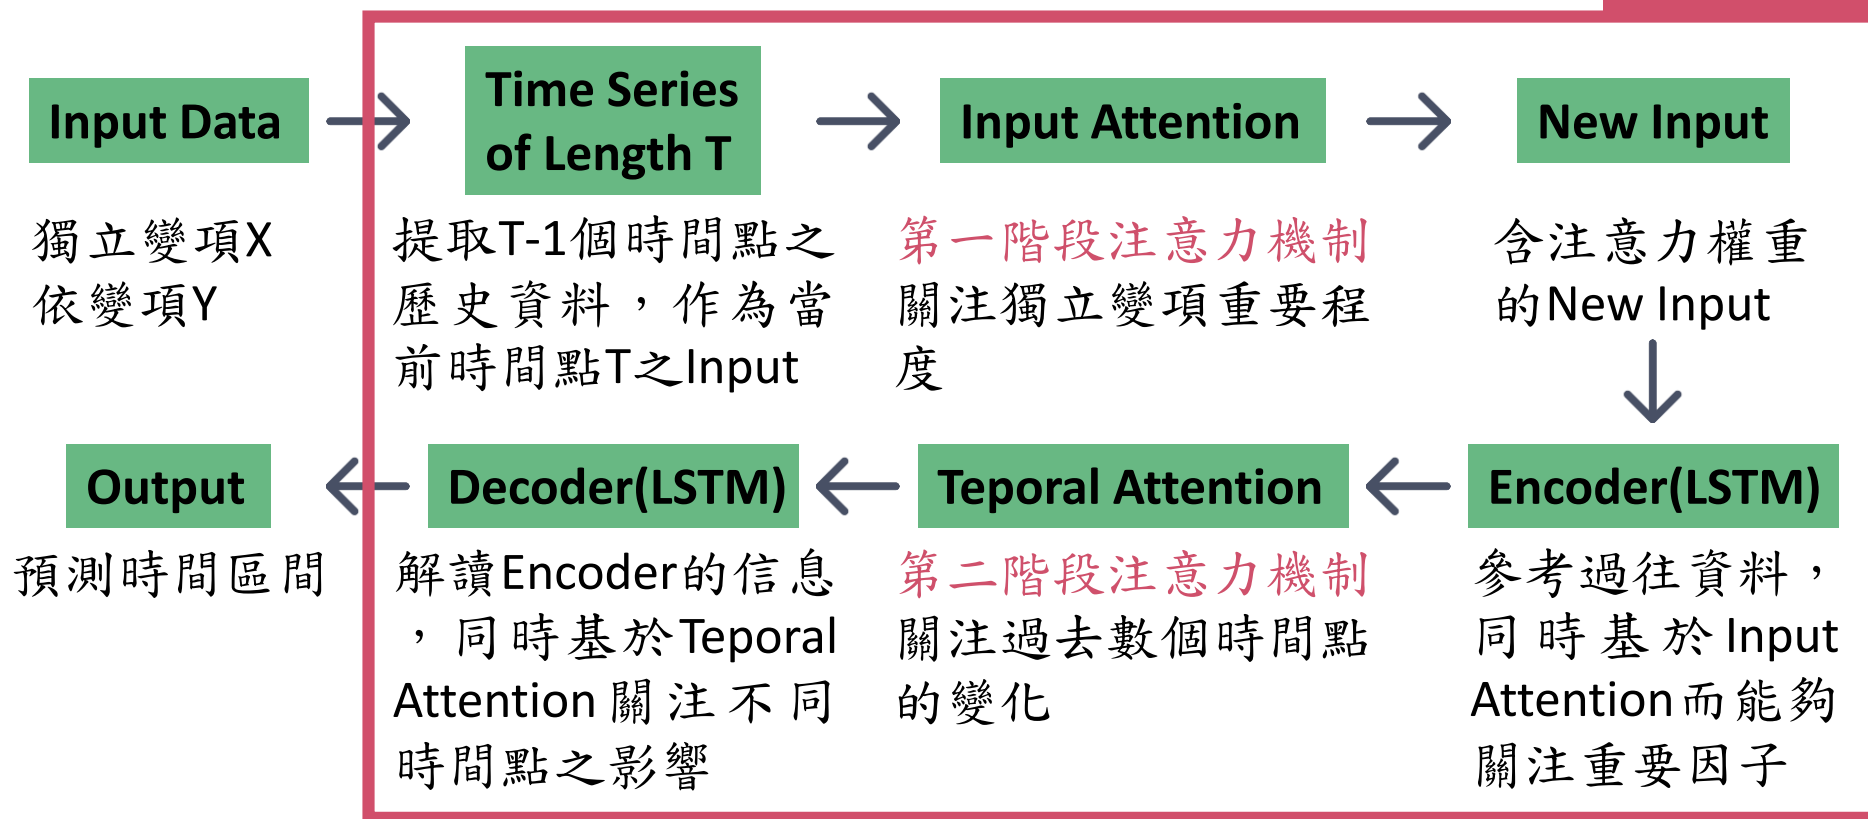 Input Data
獨立變項X
依變項Y
Time Series
of Length T
提取T-1個時間點之
歷史資料，作為當
前時間點T之Input
Input Attention
第一階段注意力機制
關注獨立變項重要程
度
New Input
含注意力權重
的New Input
Encoder(LSTM)
參考過往資料，
同時基於Input
Attention而能夠
關注重要因子
Teporal Attention
第二階段注意力機制
關注過去數個時間點
的變化
Decoder(LSTM)
解讀Encoder的信息
，同時基於Teporal
Attention關注不同
時間點之影響
Output
預測時間區間